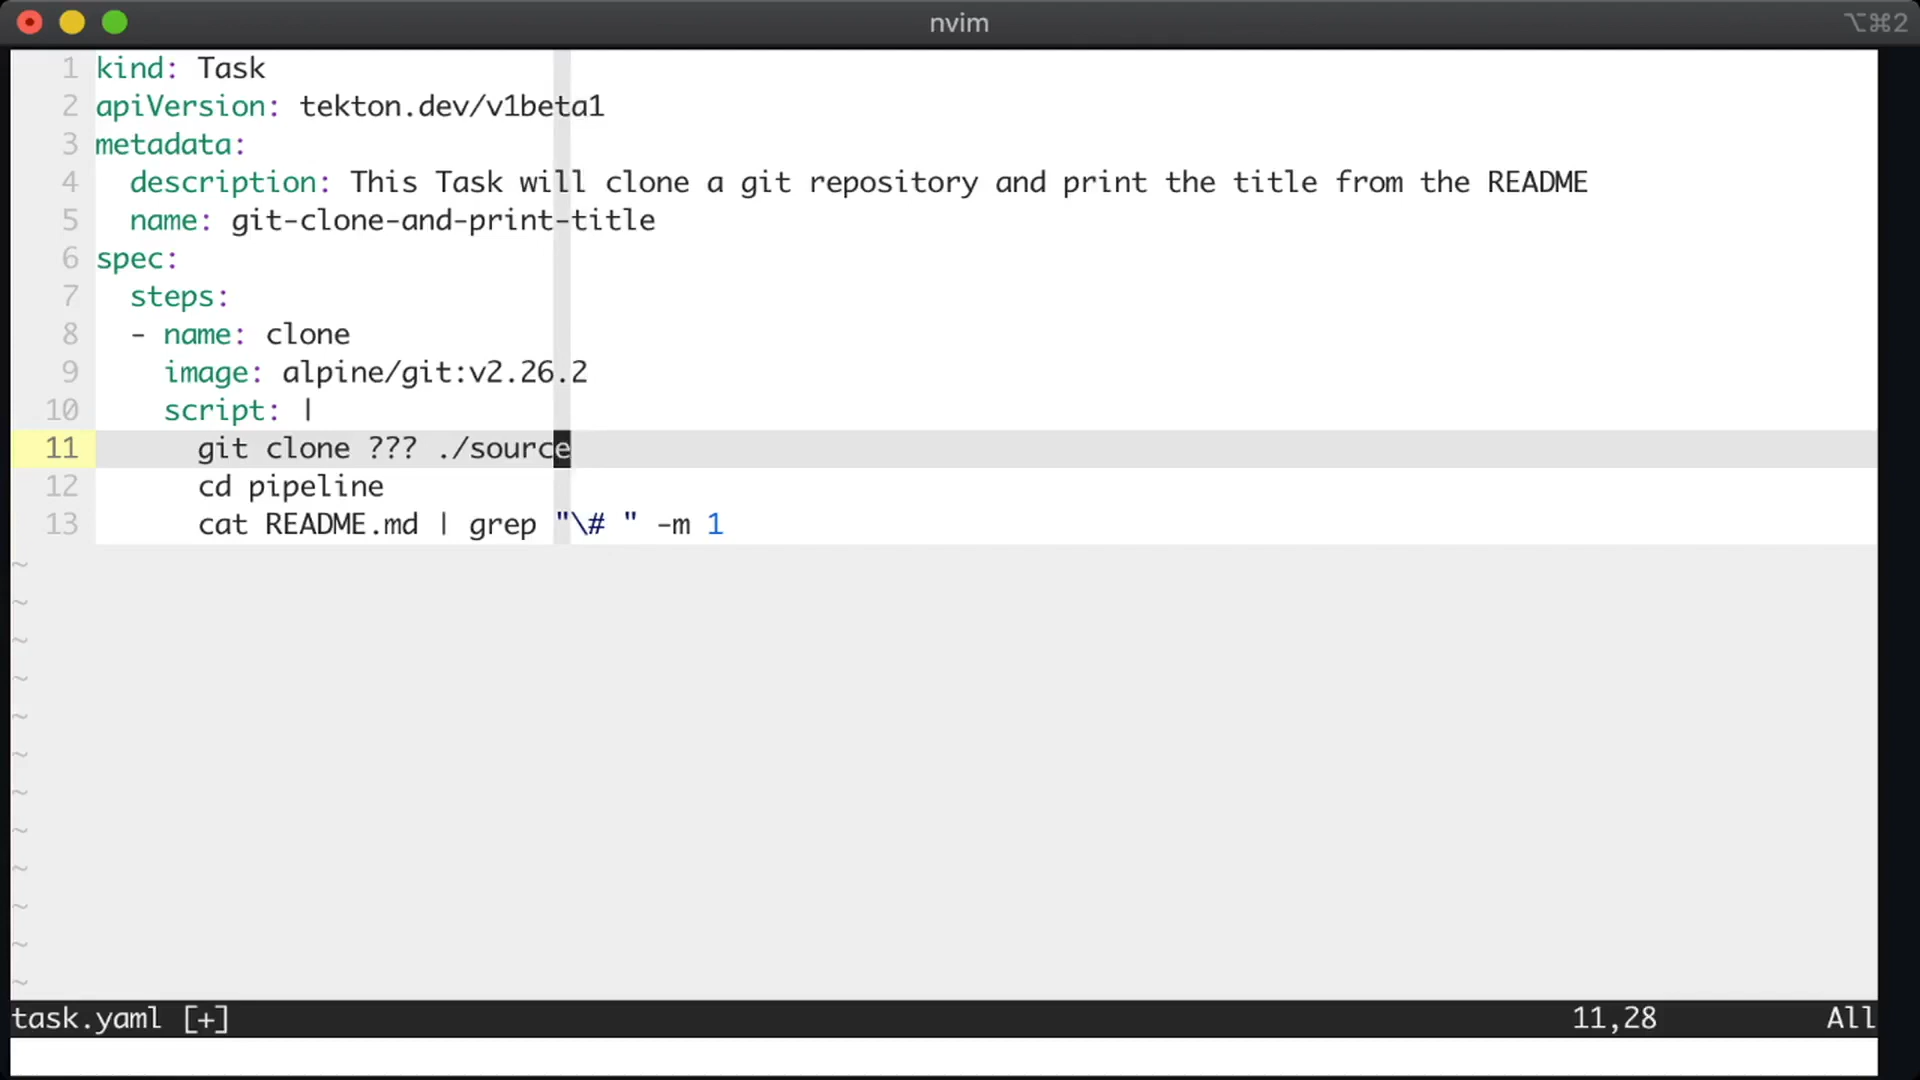 nvim
⌥⌘2
1 kind: Task
2 apiVersion: tekton.dev/v1beta1
3 metadata:
4   description: This Task will clone a git repository and print the title from the README
5   name: git-clone-and-print-title
6 spec:
7   steps:
8   - name: clone
9     image: alpine/git:v2.26.2
10     script: |
11       git clone ??? ./source
12       cd pipeline
13       cat README.md | grep "\# " -m 1
~
~
~
~
~
~
~
~
~
~
~
~
task.yaml [+] 11,28 All